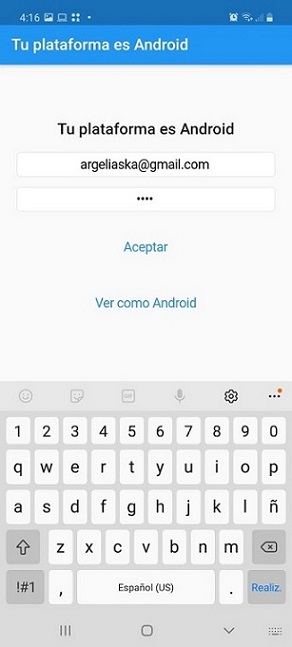 4:16
Tu plataforma es Android
Tu plataforma es Android
argeliaska@gmail.com
••••
Aceptar
Ver como Android
GIF
1 2 3 4 5 6 7 8 9 0
q w e r t y u i o p
a s d f g h j k l ñ
z x c v b n m
!#1 , Español (US) . Realiz.